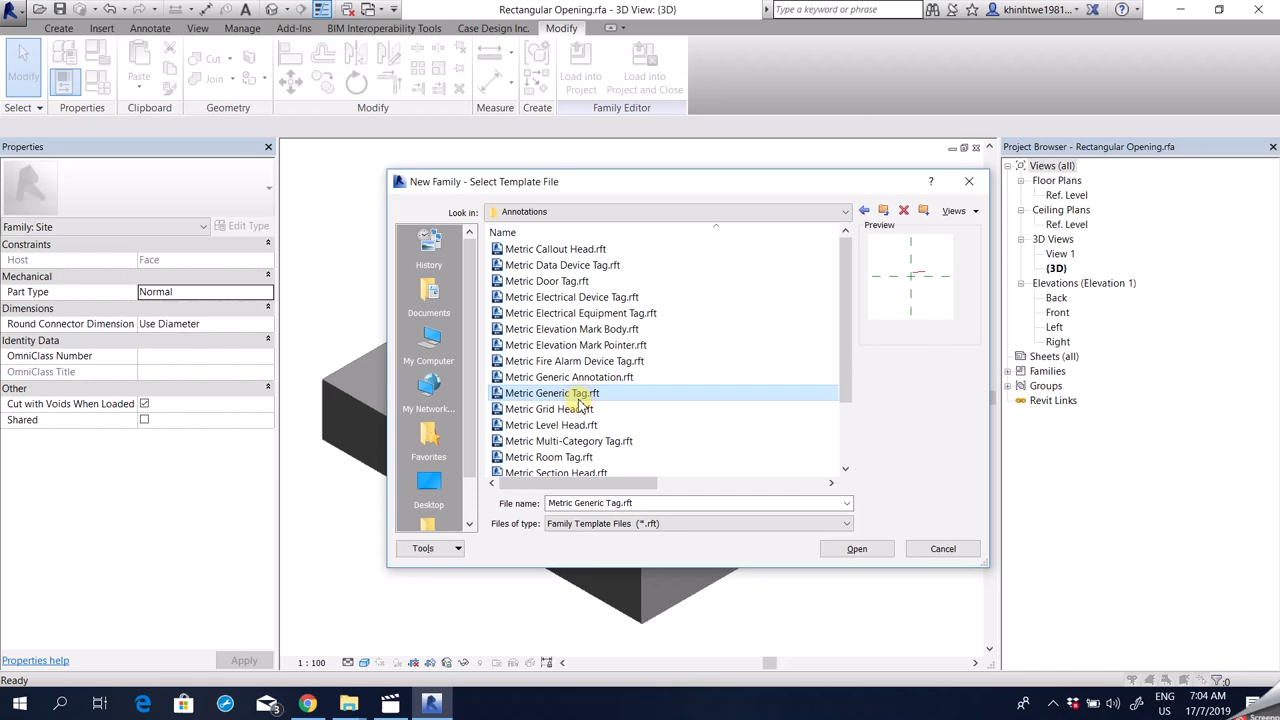 Rectangular Opening.rfa - 3D View: {3D}
Type a keyword or phrase
khintwe1981...
Create Insert Annotate View Manage Add-Ins BIM Interoperability Tools Case Design Inc. Modify
Modify
Paste
Cut
Join
Load into Project
Load into Project and Close
Select Properties Clipboard Geometry Modify Measure Create Family Editor
Properties
Family: Site
Edit Type
Constraints
Host Face
Mechanical
Part Type Normal
Dimensions
Round Connector Dimension Use Diameter
Identity Data
OmniClass Number
OmniClass Title
Other
Cut with Voids When Loaded
Shared
Properties help
Apply
New Family - Select Template File
Look in: Annotations
Views
Name
Preview
History
Documents
My Computer
My Network...
Favorites
Desktop
Metric Callout Head.rft
Metric Data Device Tag.rft
Metric Door Tag.rft
Metric Electrical Device Tag.rft
Metric Electrical Equipment Tag.rft
Metric Elevation Mark Body.rft
Metric Elevation Mark Pointer.rft
Metric Fire Alarm Device Tag.rft
Metric Generic Annotation.rft
Metric Generic Tag.rft
Metric Grid Head.rft
Metric Level Head.rft
Metric Multi-Category Tag.rft
Metric Room Tag.rft
Metric Section Head.rft
File name: Metric Generic Tag.rft
Files of type: Family Template Files (*.rft)
Tools
Open
Cancel
Project Browser - Rectangular Opening.rfa
Views (all)
Floor Plans
Ref. Level
Ceiling Plans
Ref. Level
3D Views
View 1
{3D}
Elevations (Elevation 1)
Back
Front
Left
Right
Sheets (all)
Families
Groups
Revit Links
1 : 100
Ready
:0
3
ENG
US
7:04 AM
17/7/2019